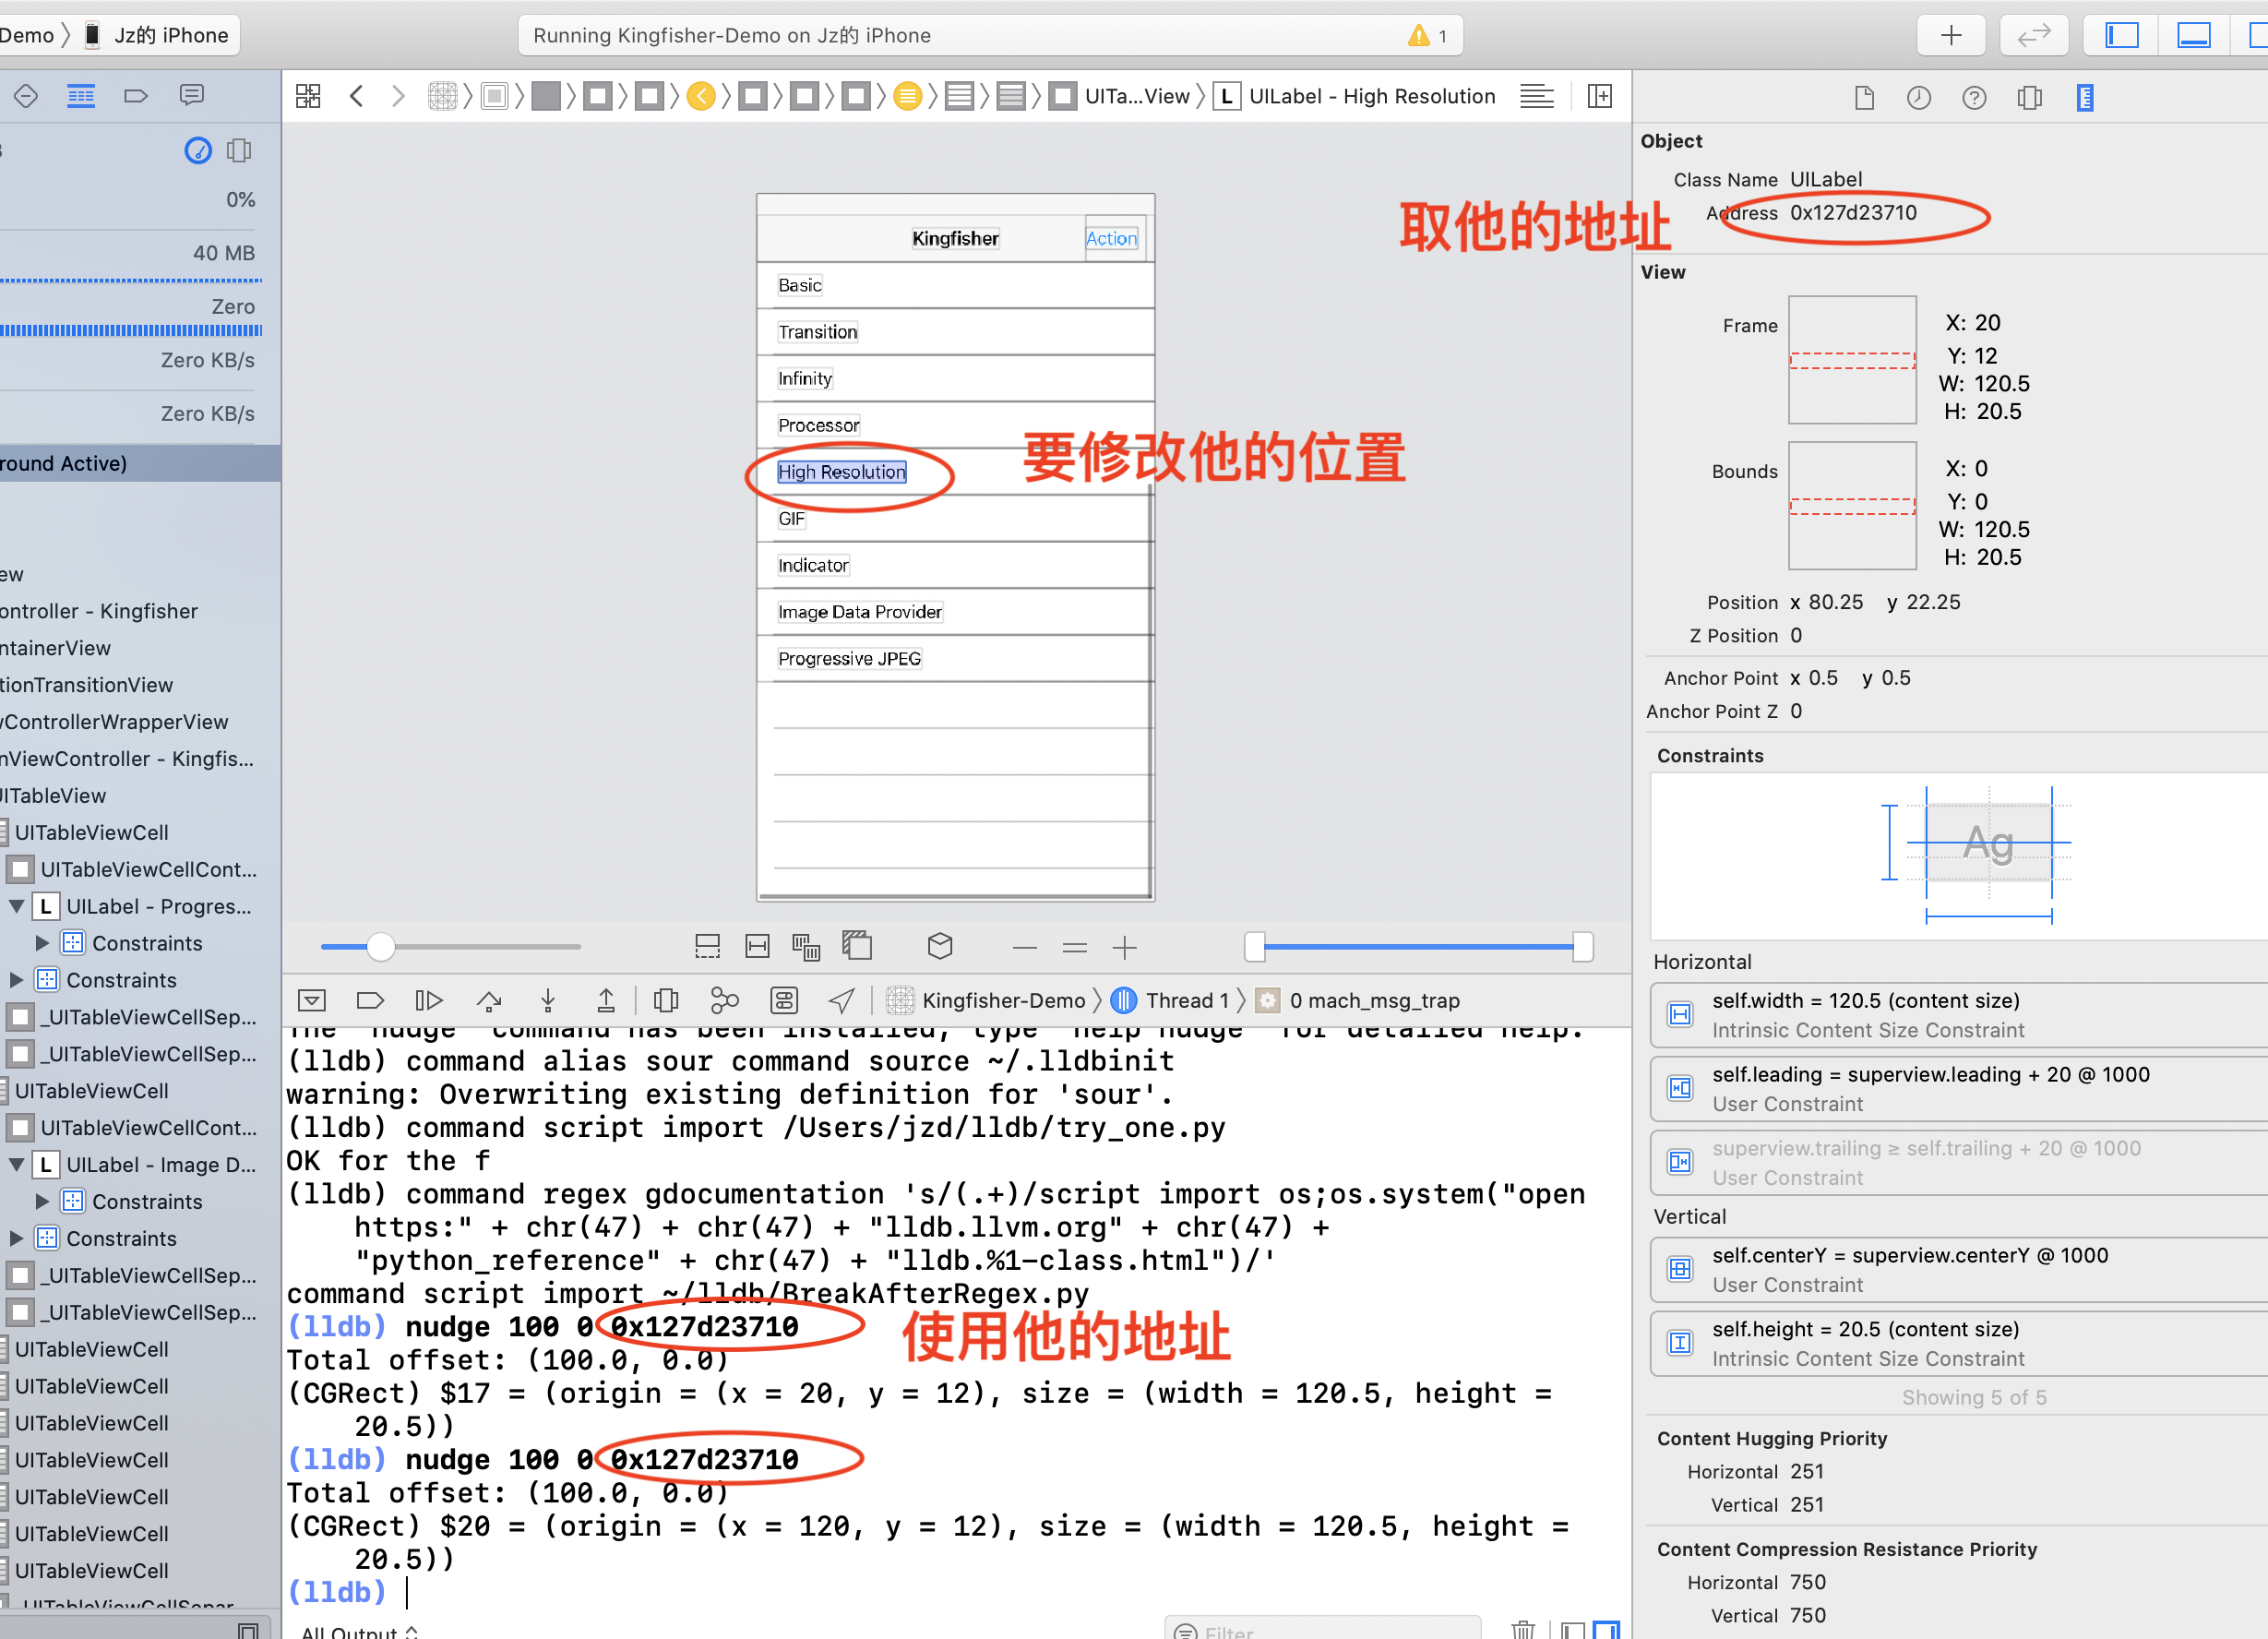 Demo
Jz的 iPhone
Running Kingfisher-Demo on Jz的 iPhone
1
UITa...View
L
UILabel - High Resolution
0%
40 MB
Zero
Zero KB/s
Zero KB/s
round Active)
ew
ontroller - Kingfisher
ntainerView
tionTransitionView
vControllerWrapperView
nViewController - Kingfis...
UITableView
UITableViewCell
UITableViewCellCont...
L UILabel - Progres...
Constraints
Constraints
_UITableViewCellSep...
_UITableViewCellSep...
UITableViewCell
UITableViewCellCont...
L UILabel - Image D...
Constraints
Constraints
_UITableViewCellSep...
_UITableViewCellSep...
UITableViewCell
UITableViewCell
UITableViewCell
UITableViewCell
UITableViewCell
UITableViewCell
UITableViewCell
_UITableViewCellSepar
Kingfisher
Action
Basic
Transition
Infinity
Processor
High Resolution
GIF
Indicator
Image Data Provider
Progressive JPEG
取他的地址
要修改他的位置
Kingfisher-Demo
Thread 1
0 mach_msg_trap
The "nudge" command has been installed, type "help nudge" for detailed help.
(lldb) command alias sour command source ~/.lldbinit
warning: Overwriting existing definition for 'sour'.
(lldb) command script import /Users/jzd/lldb/try_one.py
OK for the f
(lldb) command regex gdocumentation 's/(.+)/script import os;os.system("open
https:" + chr(47) + chr(47) + "lldb.llvm.org" + chr(47) +
"python_reference" + chr(47) + "lldb.%1-class.html")/'
command script import ~/lldb/BreakAfterRegex.py
(lldb) nudge 100 0 0x127d23710
使用他的地址
Total offset: (100.0, 0.0)
(CGRect) $17 = (origin = (x = 20, y = 12), size = (width = 120.5, height =
20.5))
(lldb) nudge 100 0 0x127d23710
Total offset: (100.0, 0.0)
(CGRect) $20 = (origin = (x = 120, y = 12), size = (width = 120.5, height =
20.5))
(lldb)
All Output
Filter
Object
Class Name UILabel
Address 0x127d23710
View
Frame
X: 20
Y: 12
W: 120.5
H: 20.5
Bounds
X: 0
Y: 0
W: 120.5
H: 20.5
Position x 80.25 y 22.25
Z Position 0
Anchor Point x 0.5 y 0.5
Anchor Point Z 0
Constraints
Ag
Horizontal
self.width = 120.5 (content size)
Intrinsic Content Size Constraint
self.leading = superview.leading + 20 @ 1000
User Constraint
superview.trailing ≥ self.trailing + 20 @ 1000
User Constraint
Vertical
self.centerY = superview.centerY @ 1000
User Constraint
self.height = 20.5 (content size)
Intrinsic Content Size Constraint
Showing 5 of 5
Content Hugging Priority
Horizontal 251
Vertical 251
Content Compression Resistance Priority
Horizontal 750
Vertical 750